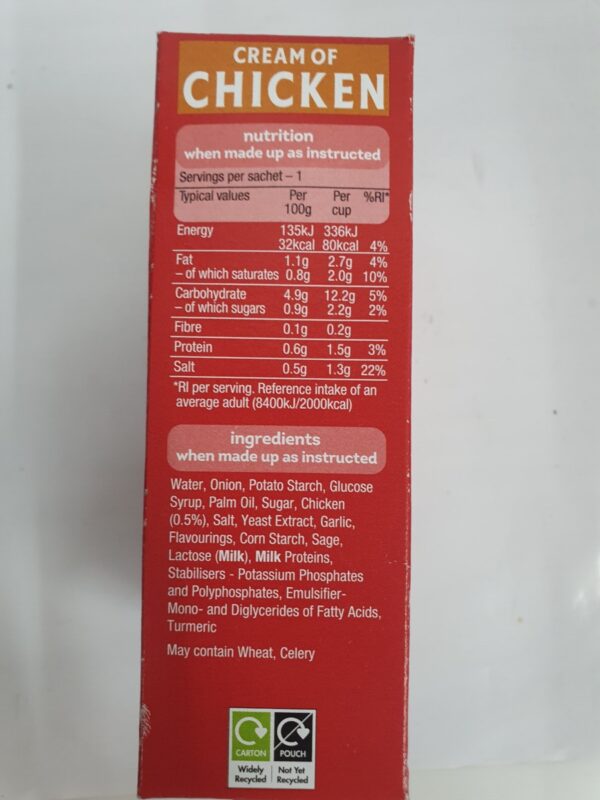 CREAM OF
CHICKEN
nutrition
when made up as instructed
Servings per sachet – 1
Typical values Per 100g Per cup %RI*
Energy 135kJ 336kJ
32kcal 80kcal 4%
Fat 1.1g 2.7g 4%
– of which saturates 0.8g 2.0g 10%
Carbohydrate 4.9g 12.2g 5%
– of which sugars 0.9g 2.2g 2%
Fibre 0.1g 0.2g
Protein 0.6g 1.5g 3%
Salt 0.5g 1.3g 22%
*RI per serving. Reference intake of an
average adult (8400kJ/2000kcal)
ingredients
when made up as instructed
Water, Onion, Potato Starch, Glucose
Syrup, Palm Oil, Sugar, Chicken
(0.5%), Salt, Yeast Extract, Garlic,
Flavourings, Corn Starch, Sage,
Lactose (Milk), Milk Proteins,
Stabilisers - Potassium Phosphates
and Polyphosphates, Emulsifier-
Mono- and Diglycerides of Fatty Acids,
Turmeric
May contain Wheat, Celery
CARTON POUCH
Widely Not Yet
Recycled Recycled